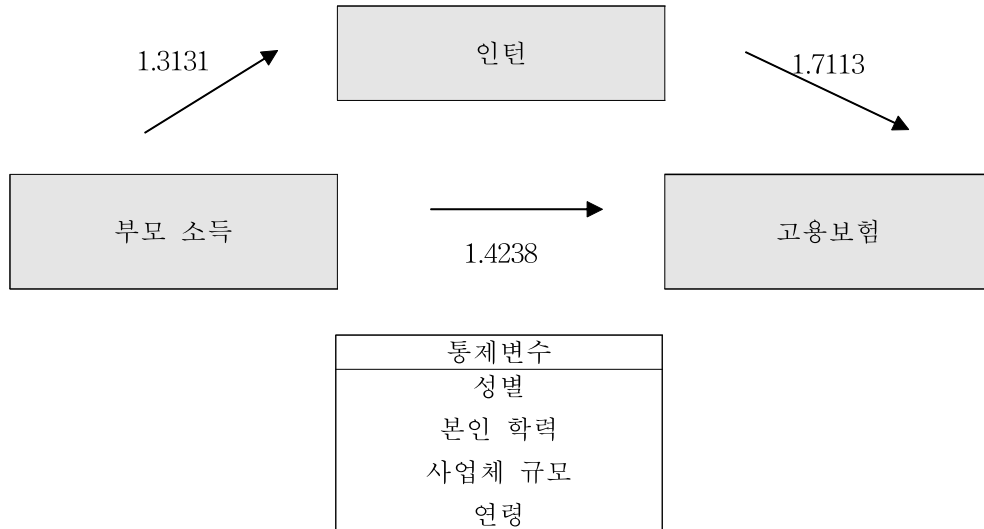 인턴
1.3131
1.7113
부모 소득
1.4238
고용보험
통제변수
성별
본인 학력
사업체 규모
연령